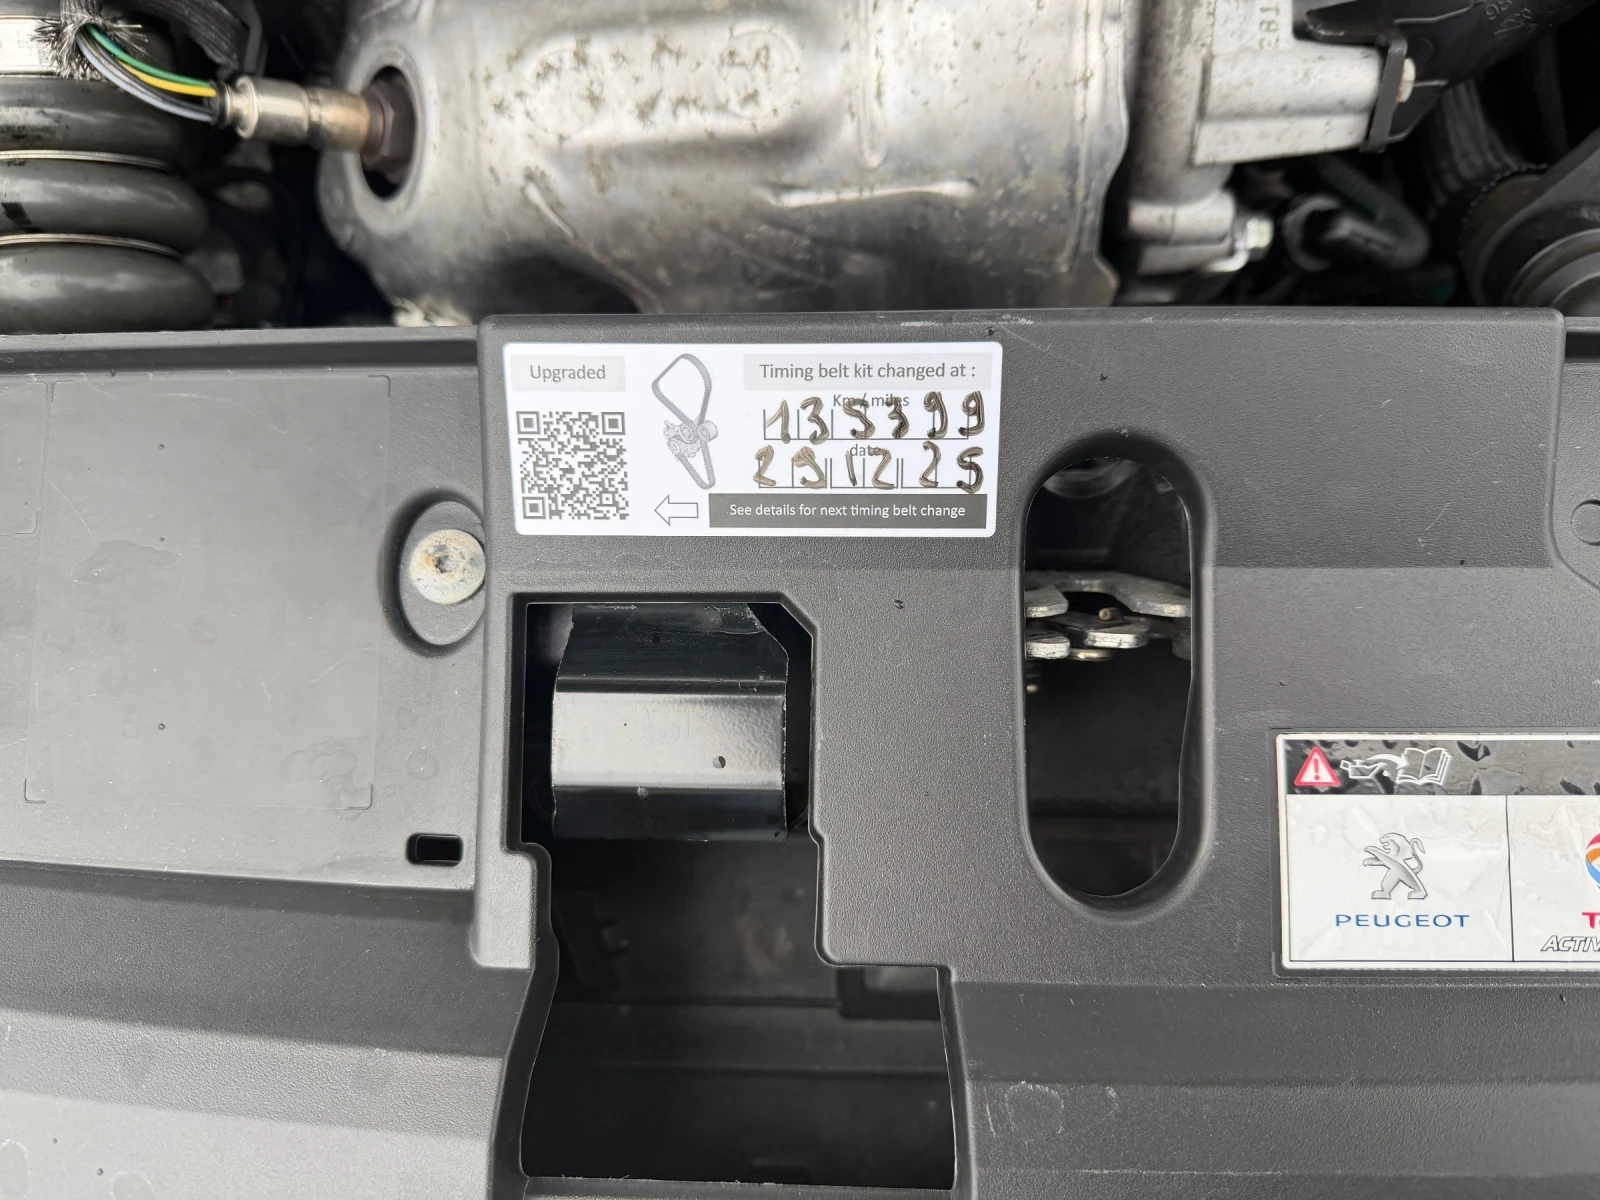 Upgraded
Timing belt kit changed at :
Km / miles
135399
date
29 12 25
See details for next timing belt change
PEUGEOT